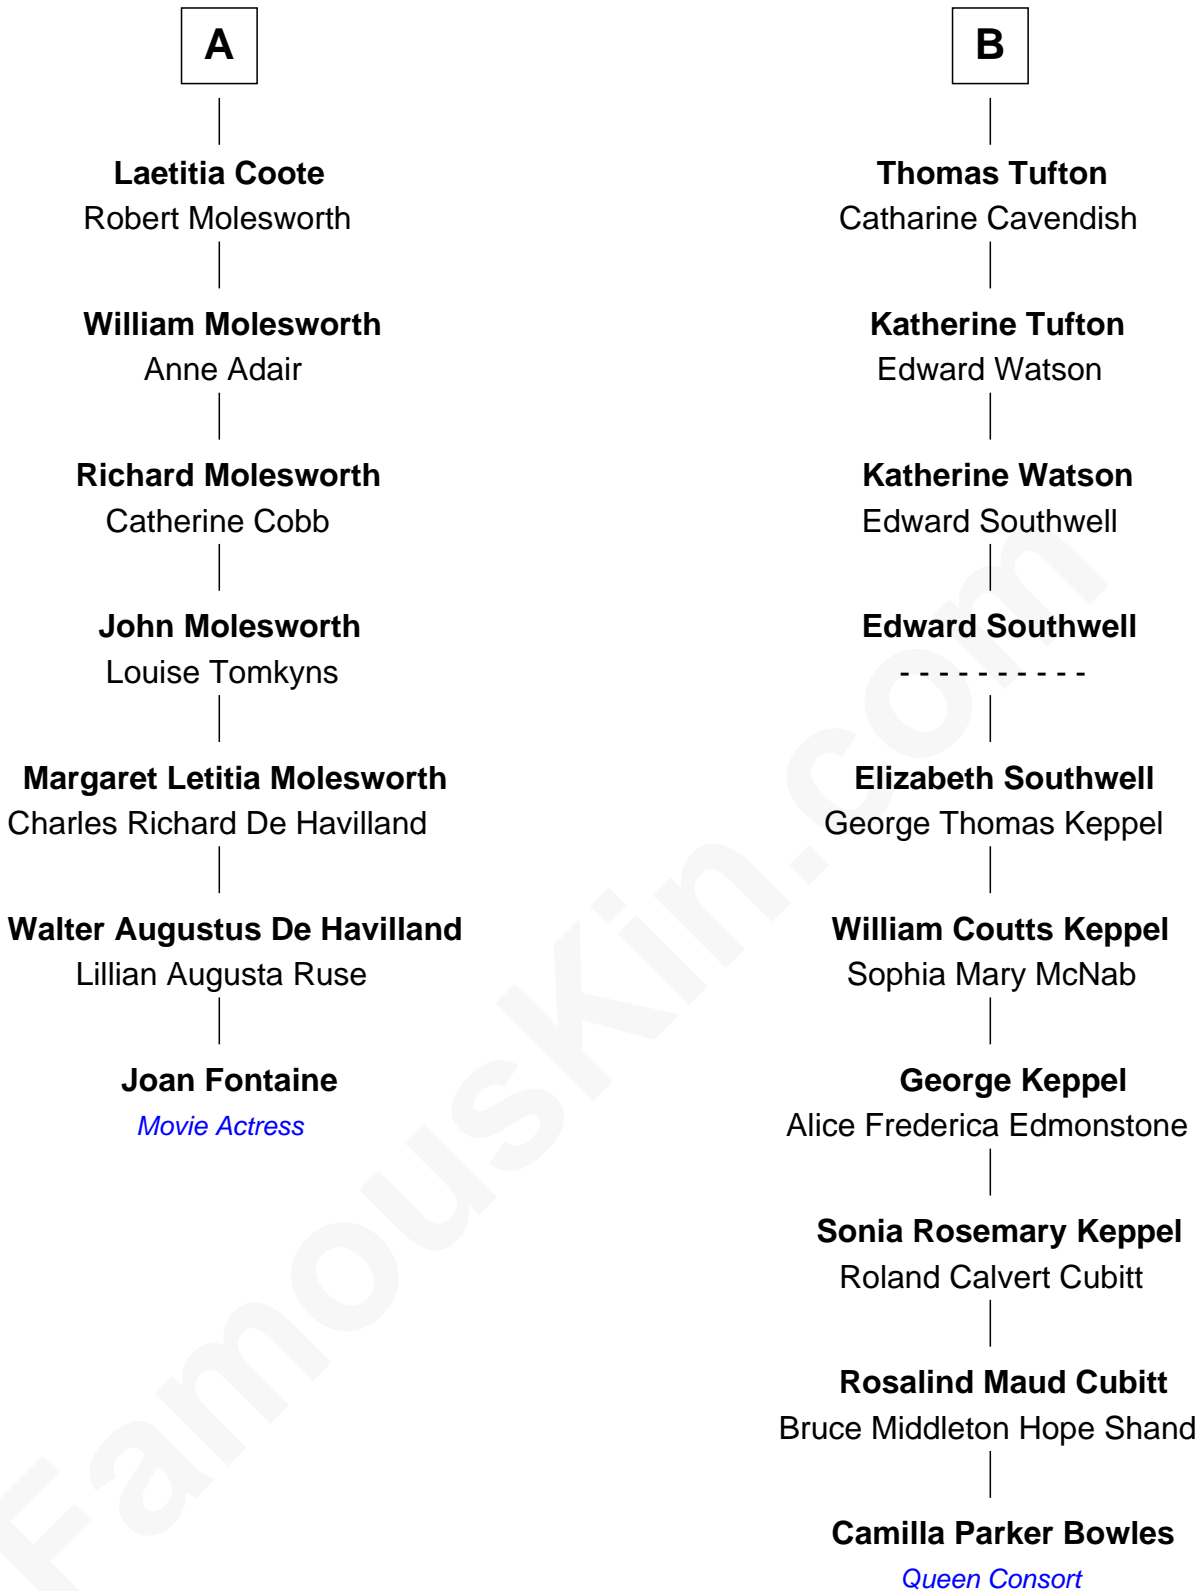 A
Laetitia Coote
Robert Molesworth
William Molesworth
Anne Adair
Richard Molesworth
Catherine Cobb
John Molesworth
Louise Tomkyns
Margaret Letitia Molesworth
Charles Richard De Havilland
Walter Augustus De Havilland
Lillian Augusta Ruse
Joan Fontaine
Movie Actress
B
Thomas Tufton
Catharine Cavendish
Katherine Tufton
Edward Watson
Katherine Watson
Edward Southwell
Edward Southwell
- - - - - - - - - -
Elizabeth Southwell
George Thomas Keppel
William Coutts Keppel
Sophia Mary McNab
George Keppel
Alice Frederica Edmonstone
Sonia Rosemary Keppel
Roland Calvert Cubitt
Rosalind Maud Cubitt
Bruce Middleton Hope Shand
Camilla Parker Bowles
Queen Consort
FamousKin.com